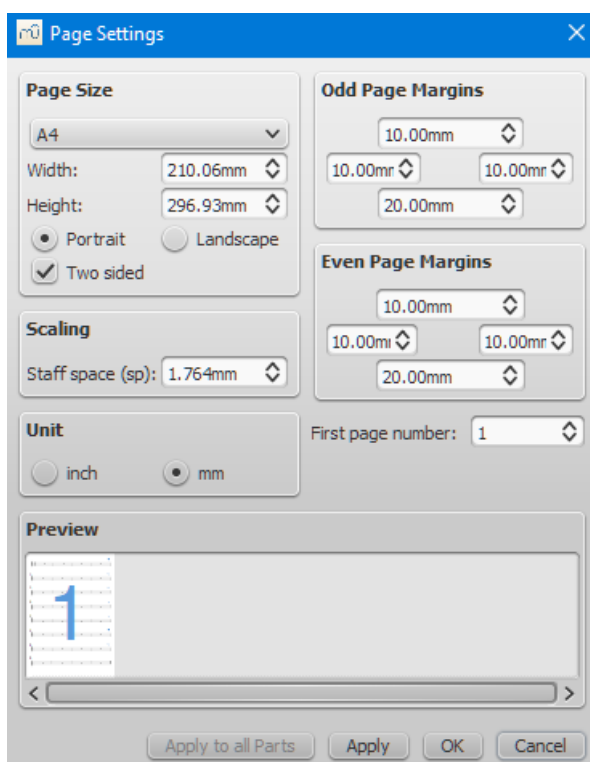 Page Settings
Page Size
A4
Width: 210.06mm
Height: 296.93mm
Portrait Landscape
Two sided
Scaling
Staff space (sp): 1.764mm
Unit
inch mm
Odd Page Margins
10.00mm
10.00mr 10.00mr
20.00mm
Even Page Margins
10.00mm
10.00mı 10.00mr
20.00mm
First page number: 1
Preview
1
Apply to all Parts Apply OK Cancel